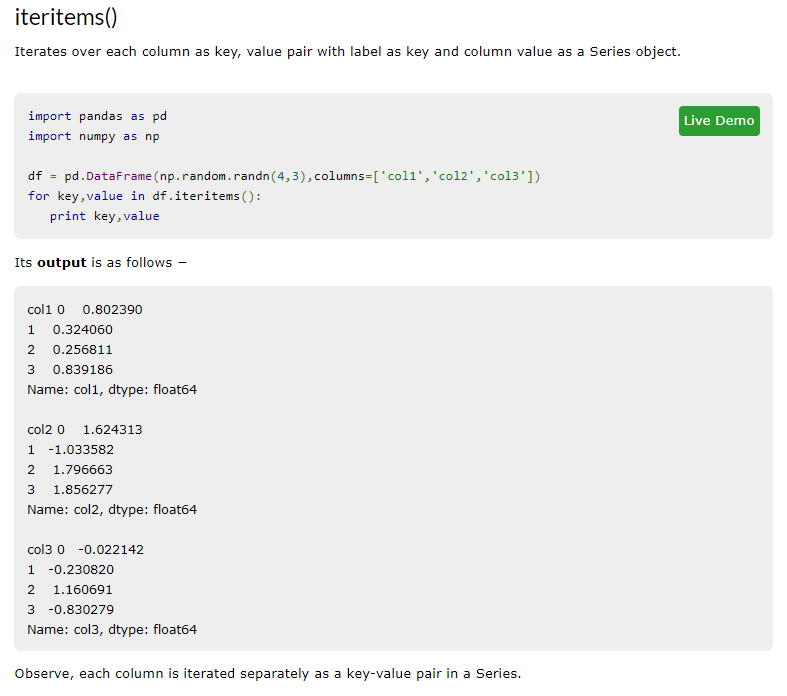 iteritems()
Iterates over each column as key, value pair with label as key and column value as a Series object.
Live Demo
import pandas as pd
import numpy as np
df = pd.DataFrame(np.random.randn(4,3),columns=['col1','col2','col3'])
for key,value in df.iteritems():
   print key,value
Its output is as follows −
col1 0    0.802390
1    0.324060
2    0.256811
3    0.839186
Name: col1, dtype: float64
col2 0    1.624313
1   -1.033582
2    1.796663
3    1.856277
Name: col2, dtype: float64
col3 0   -0.022142
1   -0.230820
2    1.160691
3   -0.830279
Name: col3, dtype: float64
Observe, each column is iterated separately as a key-value pair in a Series.